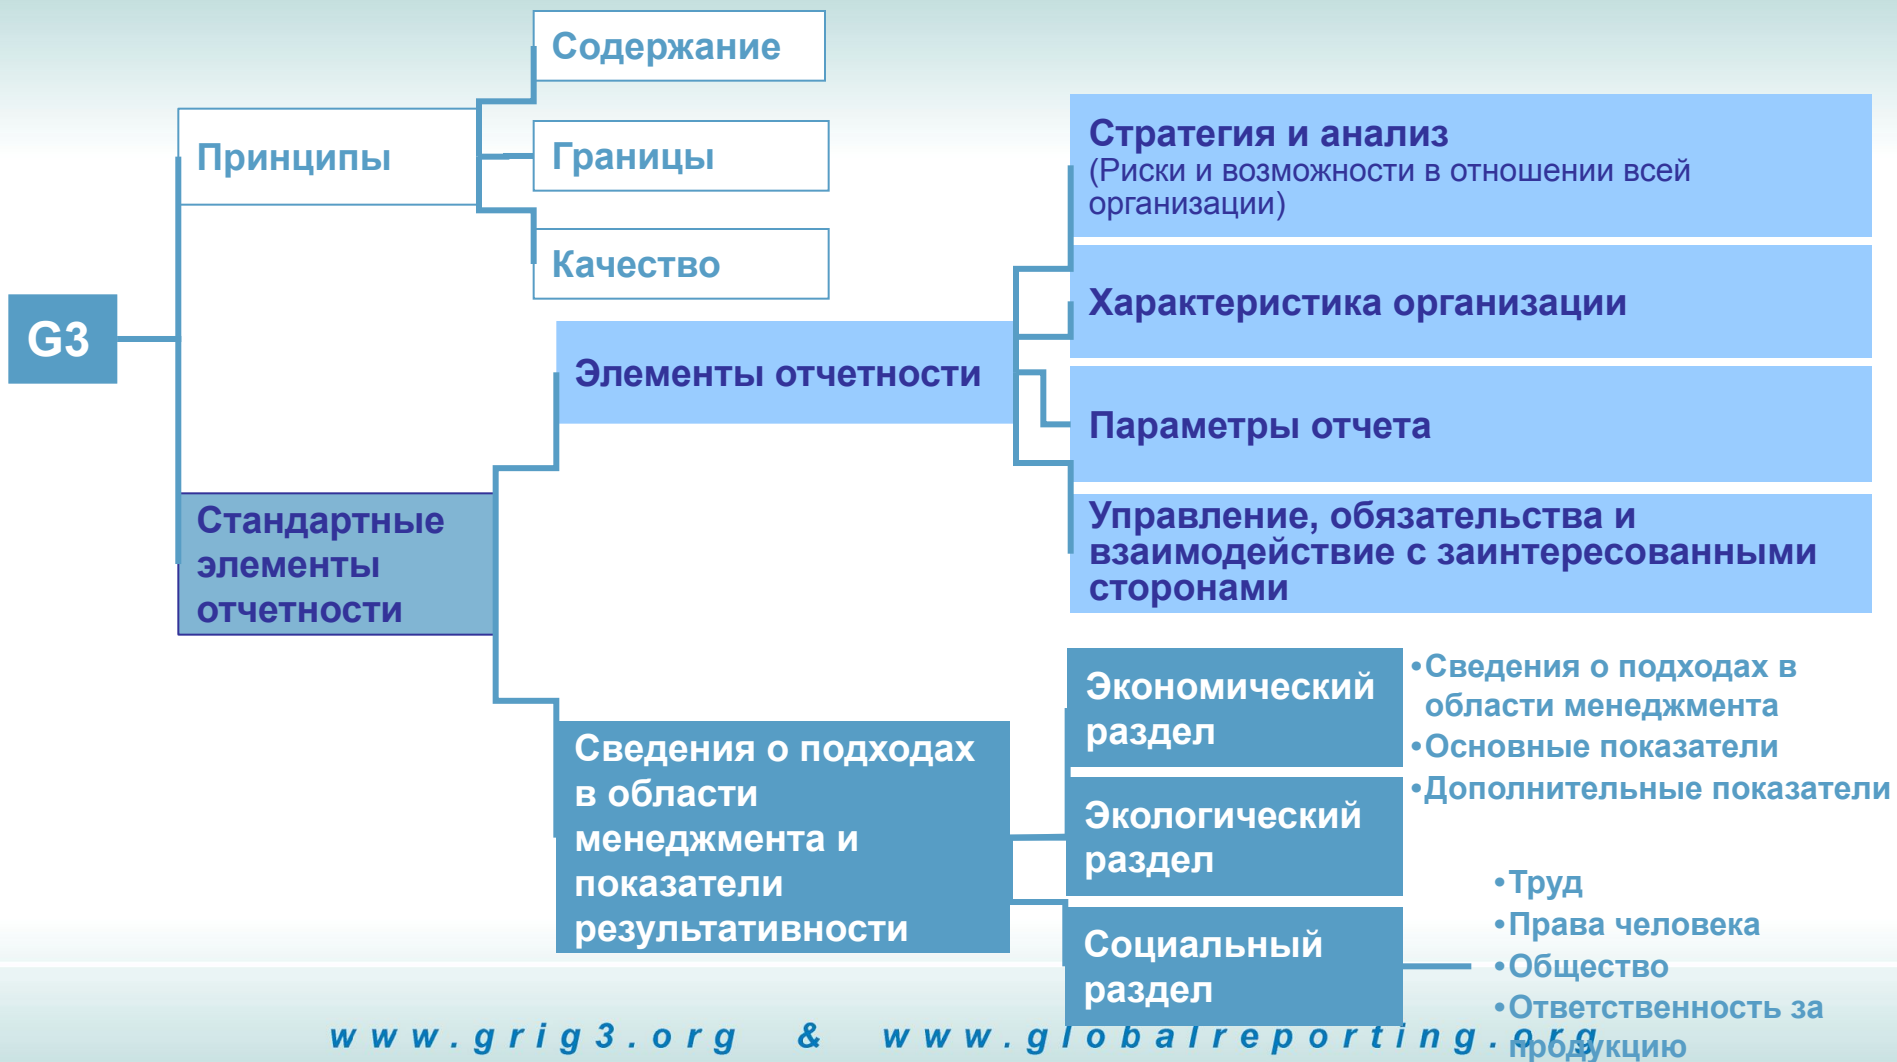 Содержание
Принципы
Границы
Качество
G3
Стандартные
элементы
отчетности
Элементы отчетности
Стратегия и анализ
(Риски и возможности в отношении всей
организации)
Характеристика организации
Параметры отчета
Управление, обязательства и
взаимодействие с заинтересованными
сторонами
Сведения о подходах
в области
менеджмента и
показатели
результативности
Экономический
раздел
•Сведения о подходах в
области менеджмента
•Основные показатели
•Дополнительные показатели
Экологический
раздел
Социальный
раздел
•Труд
•Права человека
•Общество
•Ответственность за
продукцию
www.grig3.org & www.globalreporting.org